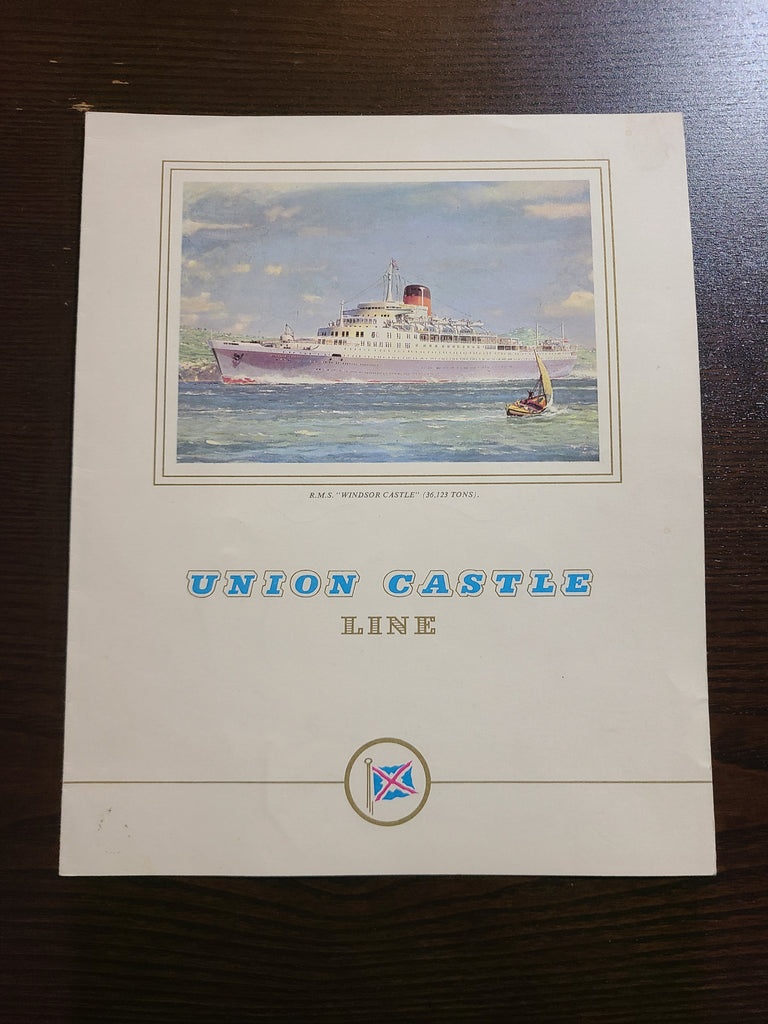 R.M.S. "WINDSOR CASTLE" (36,123 TONS).
UNION CASTLE
LINE